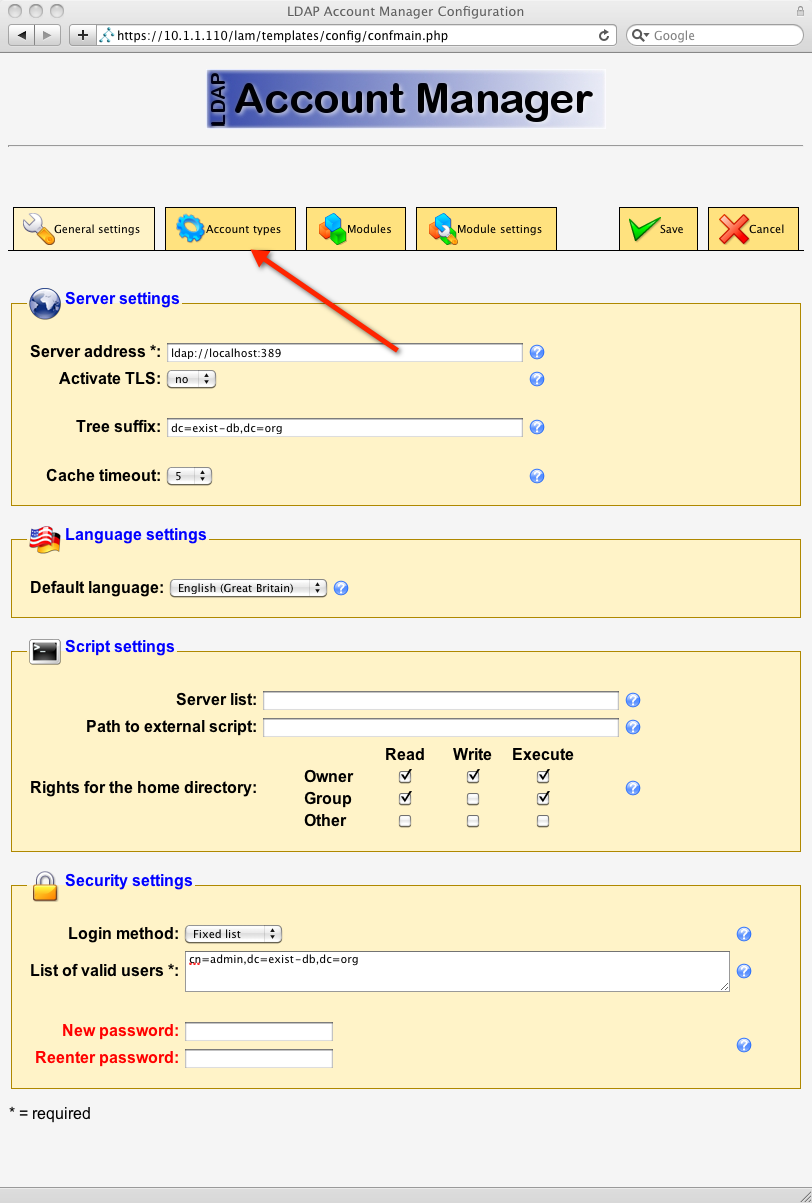 LDAP Account Manager Configuration
https://10.1.1.110/lam/templates/config/confmain.php
Google
LDAP Account Manager
General settings
Account types
Modules
Module settings
Save
Cancel
Server settings
Server address *: ldap://localhost:389
Activate TLS: no
Tree suffix: dc=exist-db,dc=org
Cache timeout: 5
Language settings
Default language: English (Great Britain)
Script settings
Server list:
Path to external script:
Read Write Execute
Rights for the home directory:
Owner
Group
Other
Security settings
Login method: Fixed list
List of valid users *: cn=admin,dc=exist-db,dc=org
New password:
Reenter password:
* = required